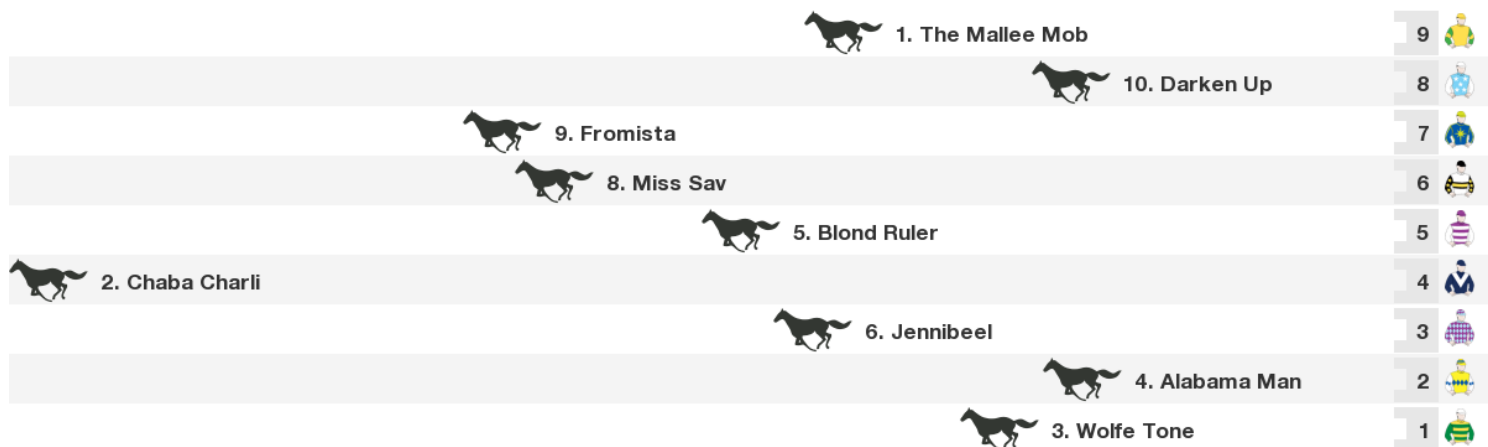 1. The Mallee Mob 9
10. Darken Up 8
9. Fromista 7
8. Miss Sav 6
5. Blond Ruler 5
2. Chaba Charli 4
6. Jennibeel 3
4. Alabama Man 2
3. Wolfe Tone 1